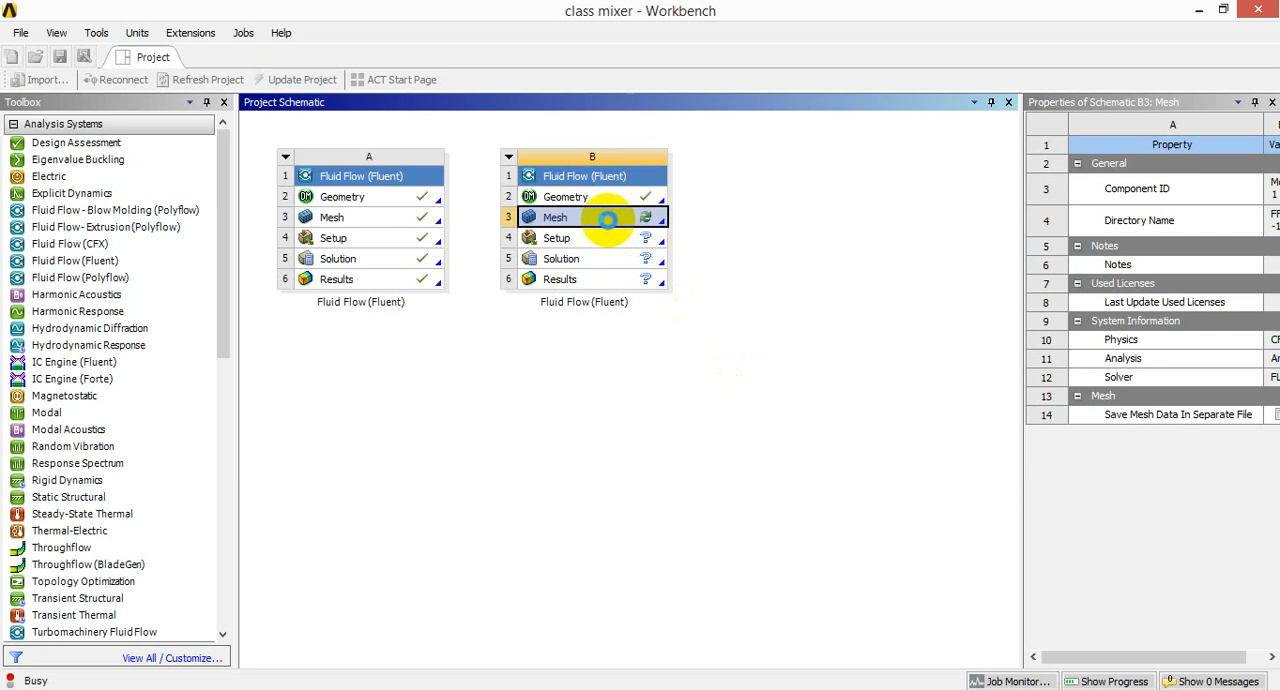 class mixer - Workbench
File View Tools Units Extensions Jobs Help
Project
Import... Reconnect Refresh Project Update Project ACT Start Page
Toolbox
Analysis Systems
Design Assessment
Eigenvalue Buckling
Electric
Explicit Dynamics
Fluid Flow - Blow Molding (Polyflow)
Fluid Flow - Extrusion (Polyflow)
Fluid Flow (CFX)
Fluid Flow (Fluent)
Fluid Flow (Polyflow)
Harmonic Acoustics
Harmonic Response
Hydrodynamic Diffraction
Hydrodynamic Response
IC Engine (Fluent)
IC Engine (Forte)
Magnetostatic
Modal
Modal Acoustics
Random Vibration
Response Spectrum
Rigid Dynamics
Static Structural
Steady-State Thermal
Thermal-Electric
Throughflow
Throughflow (BladeGen)
Topology Optimization
Transient Structural
Transient Thermal
Turbomachinery Fluid Flow
View All / Customize...
Project Schematic
A
1 Fluid Flow (Fluent)
2 Geometry
3 Mesh
4 Setup
5 Solution
6 Results
Fluid Flow (Fluent)
B
1 Fluid Flow (Fluent)
2 Geometry
3 Mesh
4 Setup ?
5 Solution ?
6 Results ?
Fluid Flow (Fluent)
Properties of Schematic B3: Mesh
A
1 Property Va
2 General
3 Component ID
4 Directory Name
5 Notes
6 Notes
7 Used Licenses
8 Last Update Used Licenses
9 System Information
10 Physics
11 Analysis
12 Solver
13 Mesh
14 Save Mesh Data In Separate File
Busy
Job Monitor... Show Progress Show 0 Messages